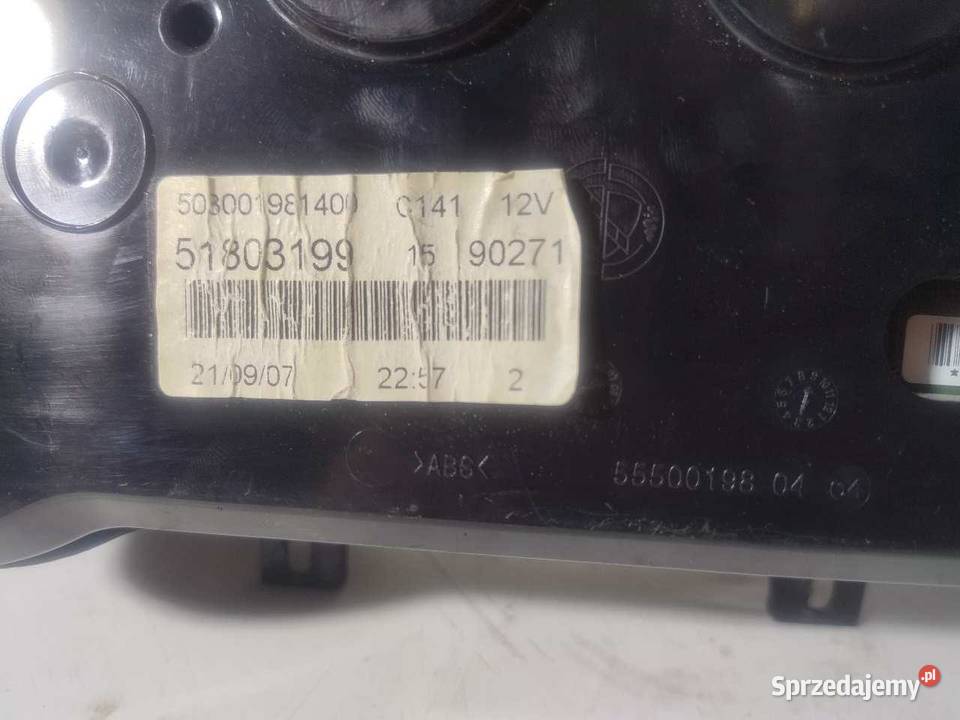 503001981400 C141 12V
51803199 15 90271
21/09/07 22:57 2
>ABS<
55500198 04 04
Sprzedajemy.pl